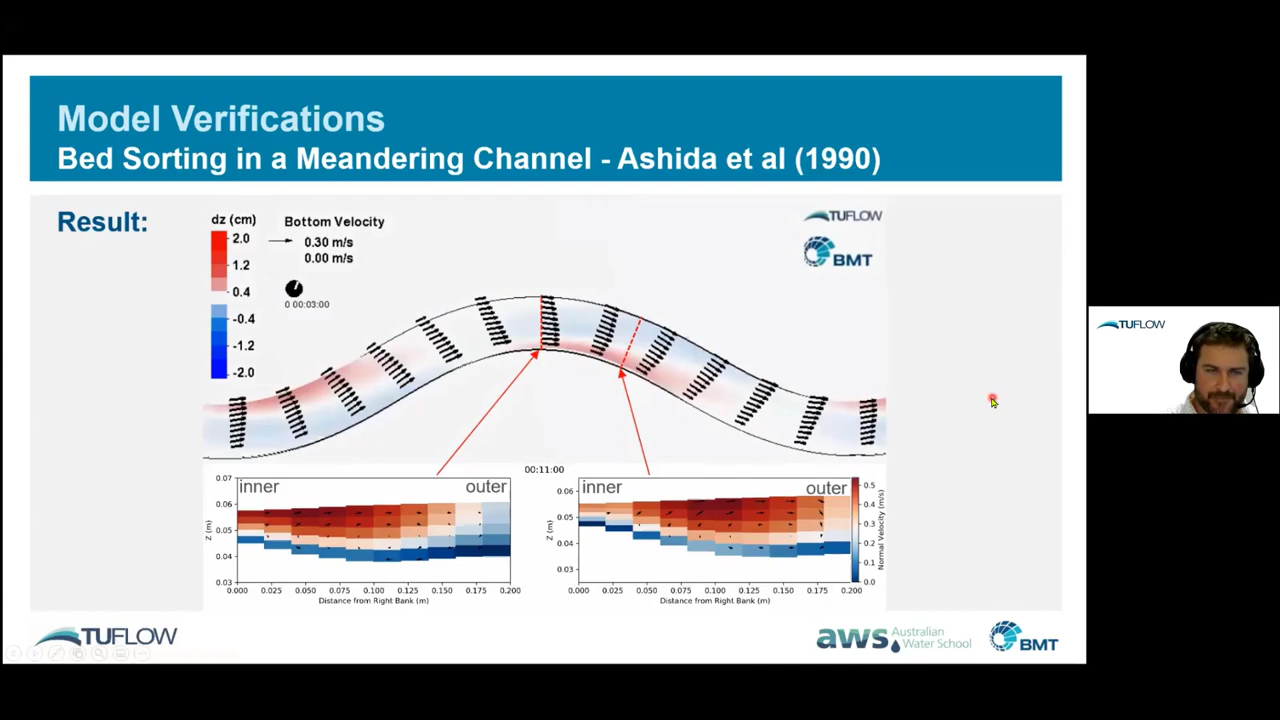 Model Verifications
Bed Sorting in a Meandering Channel - Ashida et al (1990)
Result:
dz (cm)
2.0
1.2
0.4
-0.4
-1.2
-2.0
Bottom Velocity
0.30 m/s
0.00 m/s
0 00:03:00
TUFLOW
BMT
00:11:00
inner
outer
0.07
0.06
0.05
0.04
0.03
Z (m)
0.000 0.025 0.050 0.075 0.100 0.125 0.150 0.175 0.200
Distance from Right Bank (m)
inner
outer
0.06
0.05
0.04
0.03
Z (m)
0.000 0.025 0.050 0.075 0.100 0.125 0.150 0.175 0.200
Distance from Right Bank (m)
0.5
0.4
0.3
0.2
0.1
0.0
Normal Velocity (m/s)
TUFLOW
aws Australian
Water School
BMT
TUFLOW